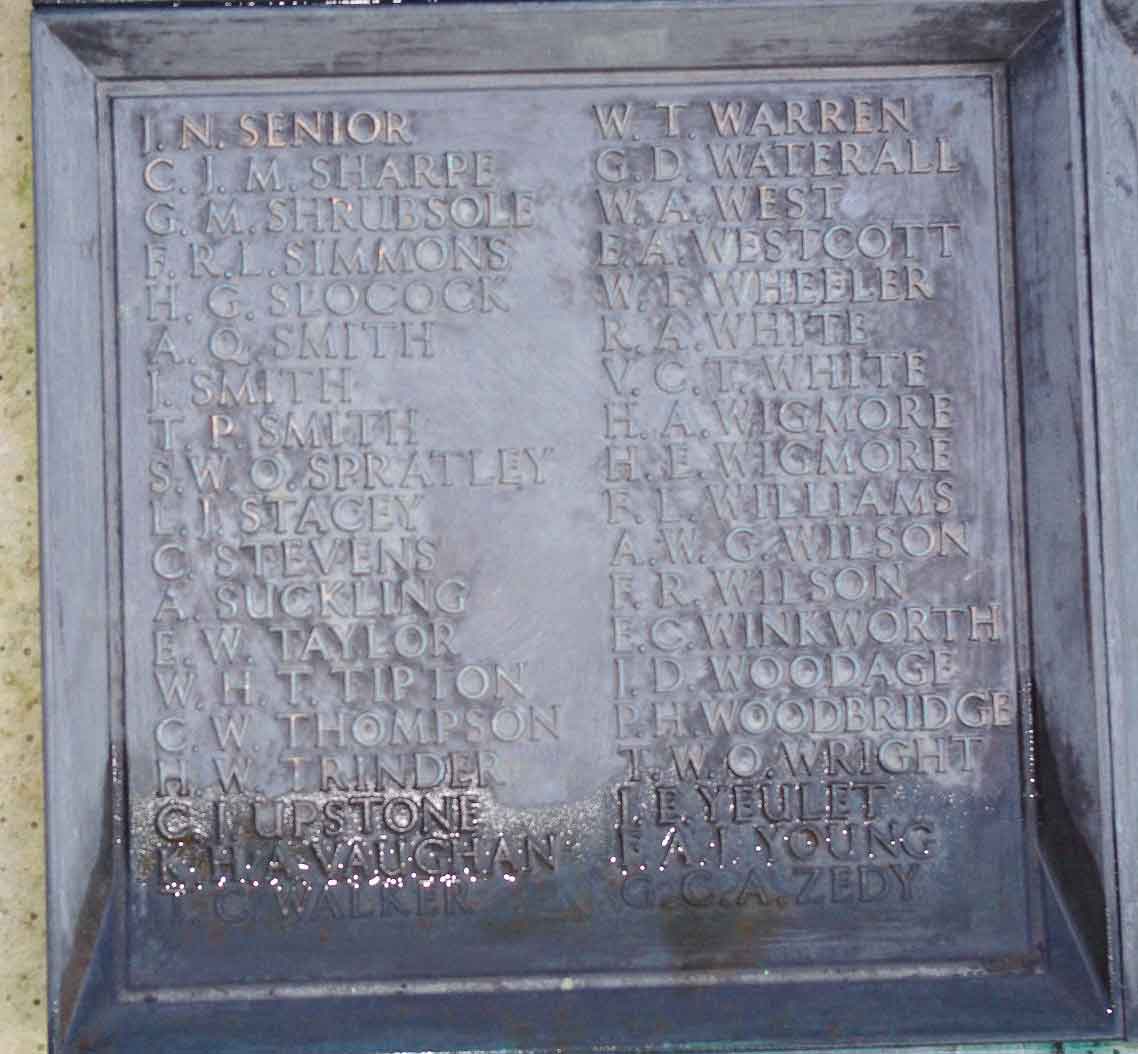 J. N. SENIOR
C. J. M. SHARPE
G. M. SHRUBSOLE
F. R. L. SIMMONS
H. G. SLOCOCK
A. Q. SMITH
J. SMITH
T. P. SMITH
S. W. O. SPRATLEY
L. J. STACEY
C. STEVENS
A. SUCKLING
E. W. TAYLOR
W. H. T. TIPTON
C. W. THOMPSON
H. W. TRINDER
C. J. UPSTONE
K. H. A. VAUGHAN
C. WALKER
W. T. WARREN
G. D. WATERALL
W. A. WEST
E. A. WESTCOTT
W. F. WHEELER
R. A. WHITE
V. C. T. WHITE
H. A. WIGMORE
H. E. WIGMORE
F. L. WILLIAMS
A. W. G. WILSON
F. R. WILSON
E. C. WINKWORTH
J. D. WOODAGE
P. H. WOODBRIDGE
T. W. O. WRIGHT
J. E. YEULET
F. A. J. YOUNG
G. C. A. ZEDY